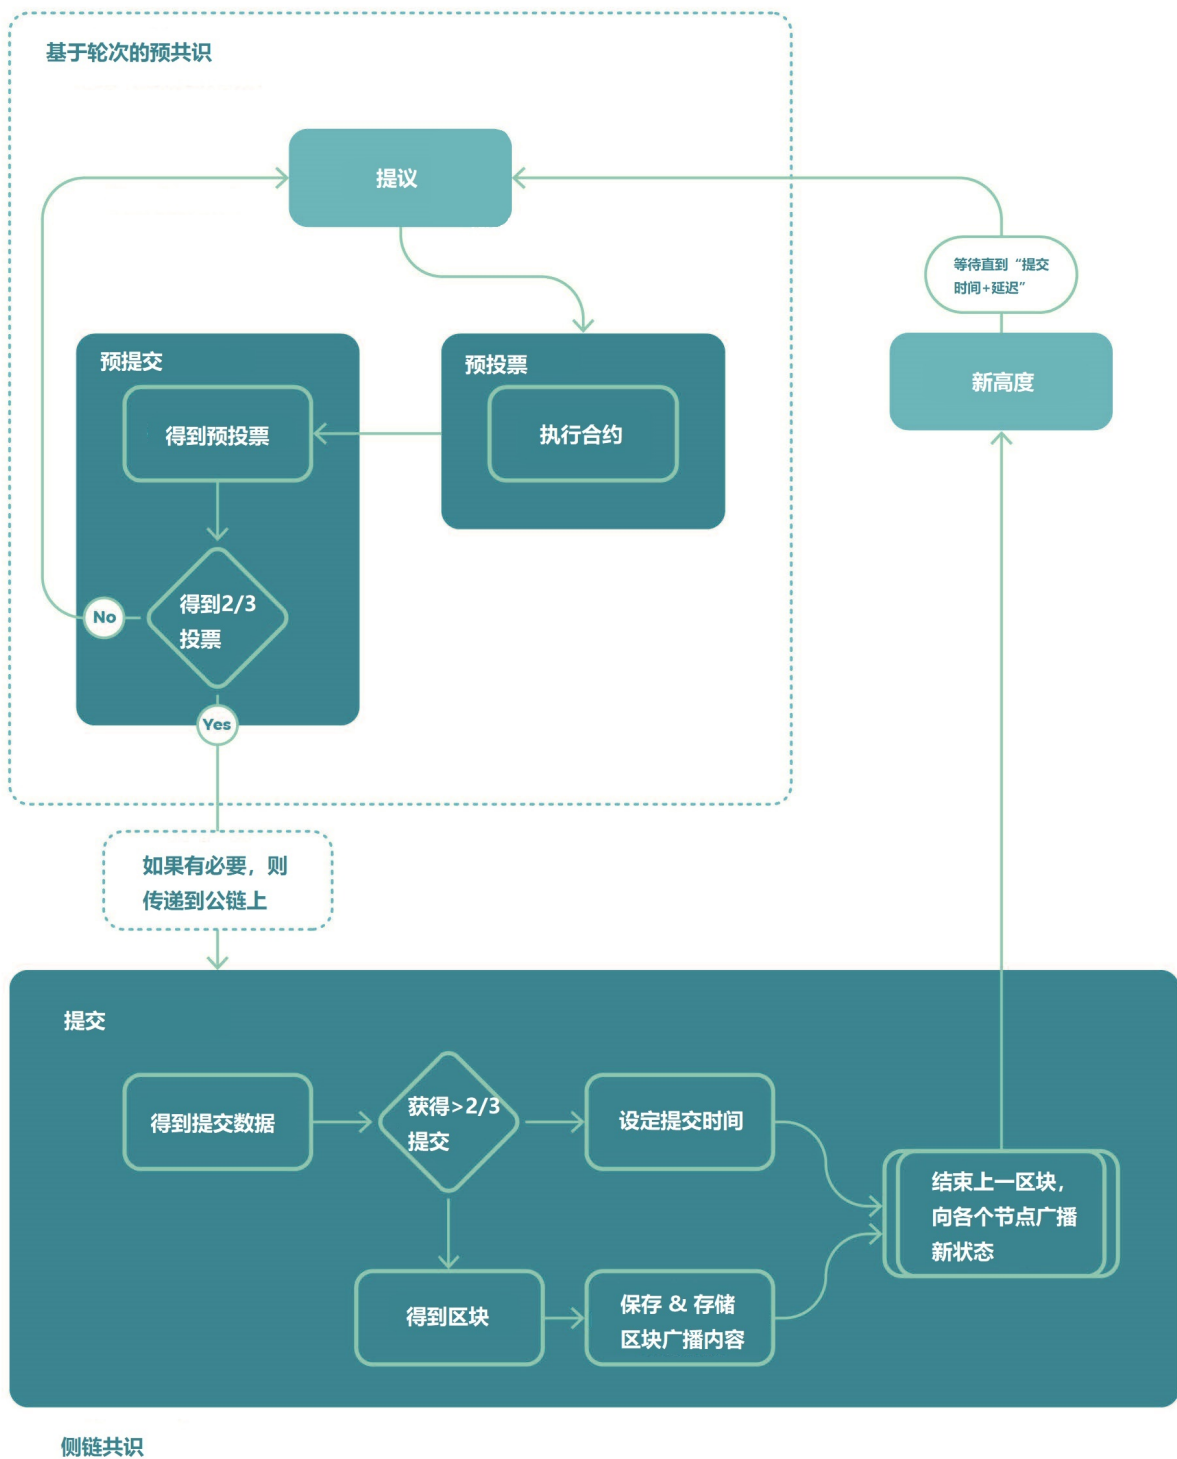 基于轮次的预共识
提议
等待直到“提交
时间+延迟”
新高度
预提交
得到预投票
预投票
执行合约
得到2/3
投票
No
Yes
如果有必要，则
传递到公链上
提交
得到提交数据
获得>2/3
提交
设定提交时间
结束上一区块，
向各个节点广播
新状态
得到区块
保存 & 存储
区块广播内容
侧链共识